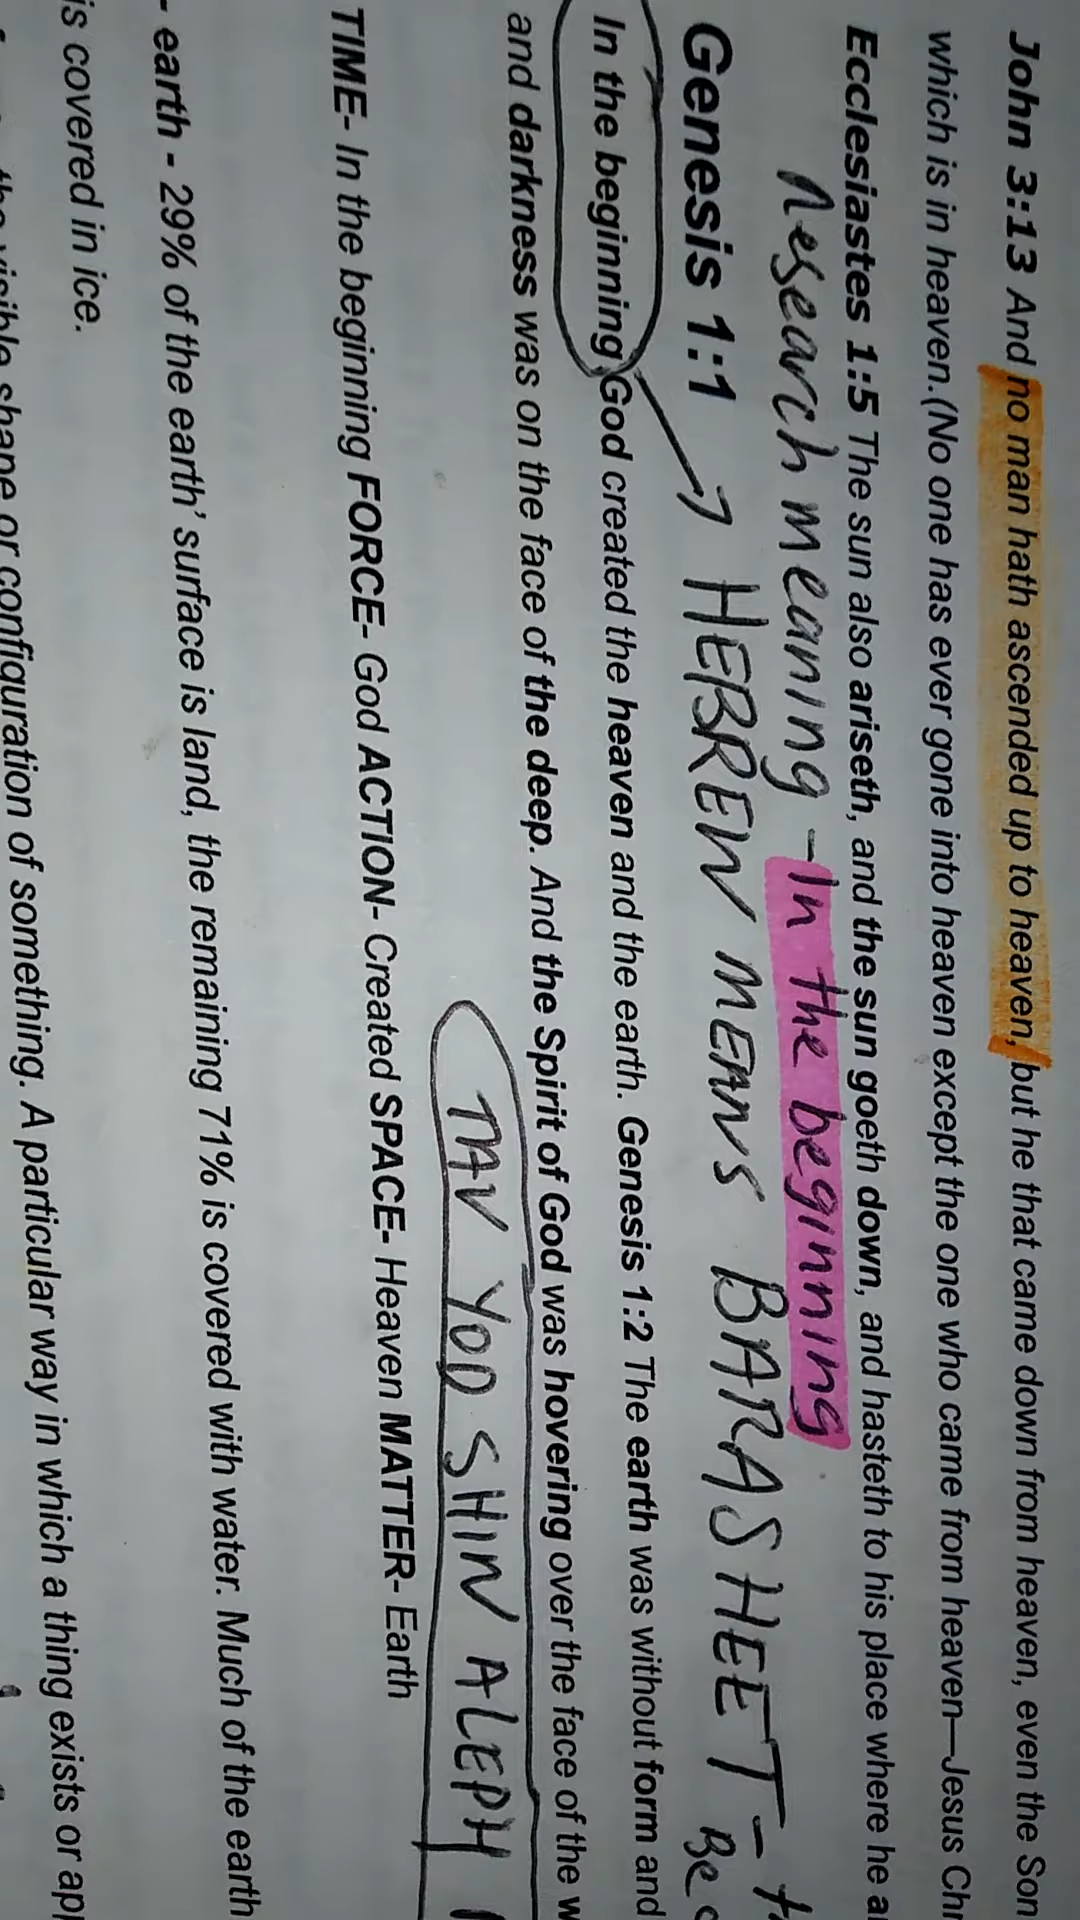 John 3:13 And no man hath ascended up to heaven, but he that came down from heaven, even the Son
which is in heaven.(No one has ever gone into heaven except the one who came from heaven—Jesus Chr
Ecclesiastes 1:5 The sun also ariseth, and the sun goeth down, and hasteth to his place where he a
research meaning - In the beginning
Genesis 1:1 → HEBREW MEANS BARASHEET -
In the beginning God created the heaven and the earth. Genesis 1:2 The earth was without form and
and darkness was on the face of the deep. And the Spirit of God was hovering over the face of the w
TAV YOD SHIN ALEPH
TIME- In the beginning FORCE- God ACTION- Created SPACE- Heaven MATTER- Earth
- earth - 29% of the earth' surface is land, the remaining 71% is covered with water. Much of the earth
is covered in ice.
the visible shape or configuration of something. A particular way in which a thing exists or app